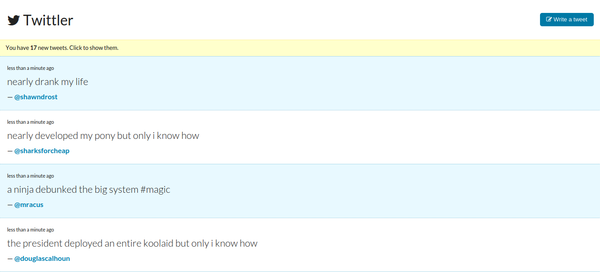 Twittler
Write a tweet
You have 17 new tweets. Click to show them.
less than a minute ago
nearly drank my life
— @shawndrost
less than a minute ago
nearly developed my pony but only i know how
— @sharksforcheap
less than a minute ago
a ninja debunked the big system #magic
— @mracus
less than a minute ago
the president deployed an entire koolaid but only i know how
— @douglascalhoun